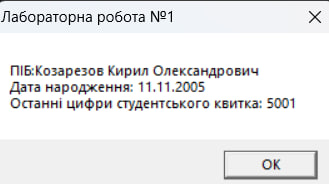 Лабораторна робота №1
ПІБ:Козарезов Кирил Олександрович
Дата народження: 11.11.2005
Останні цифри студентського квитка: 5001
OK